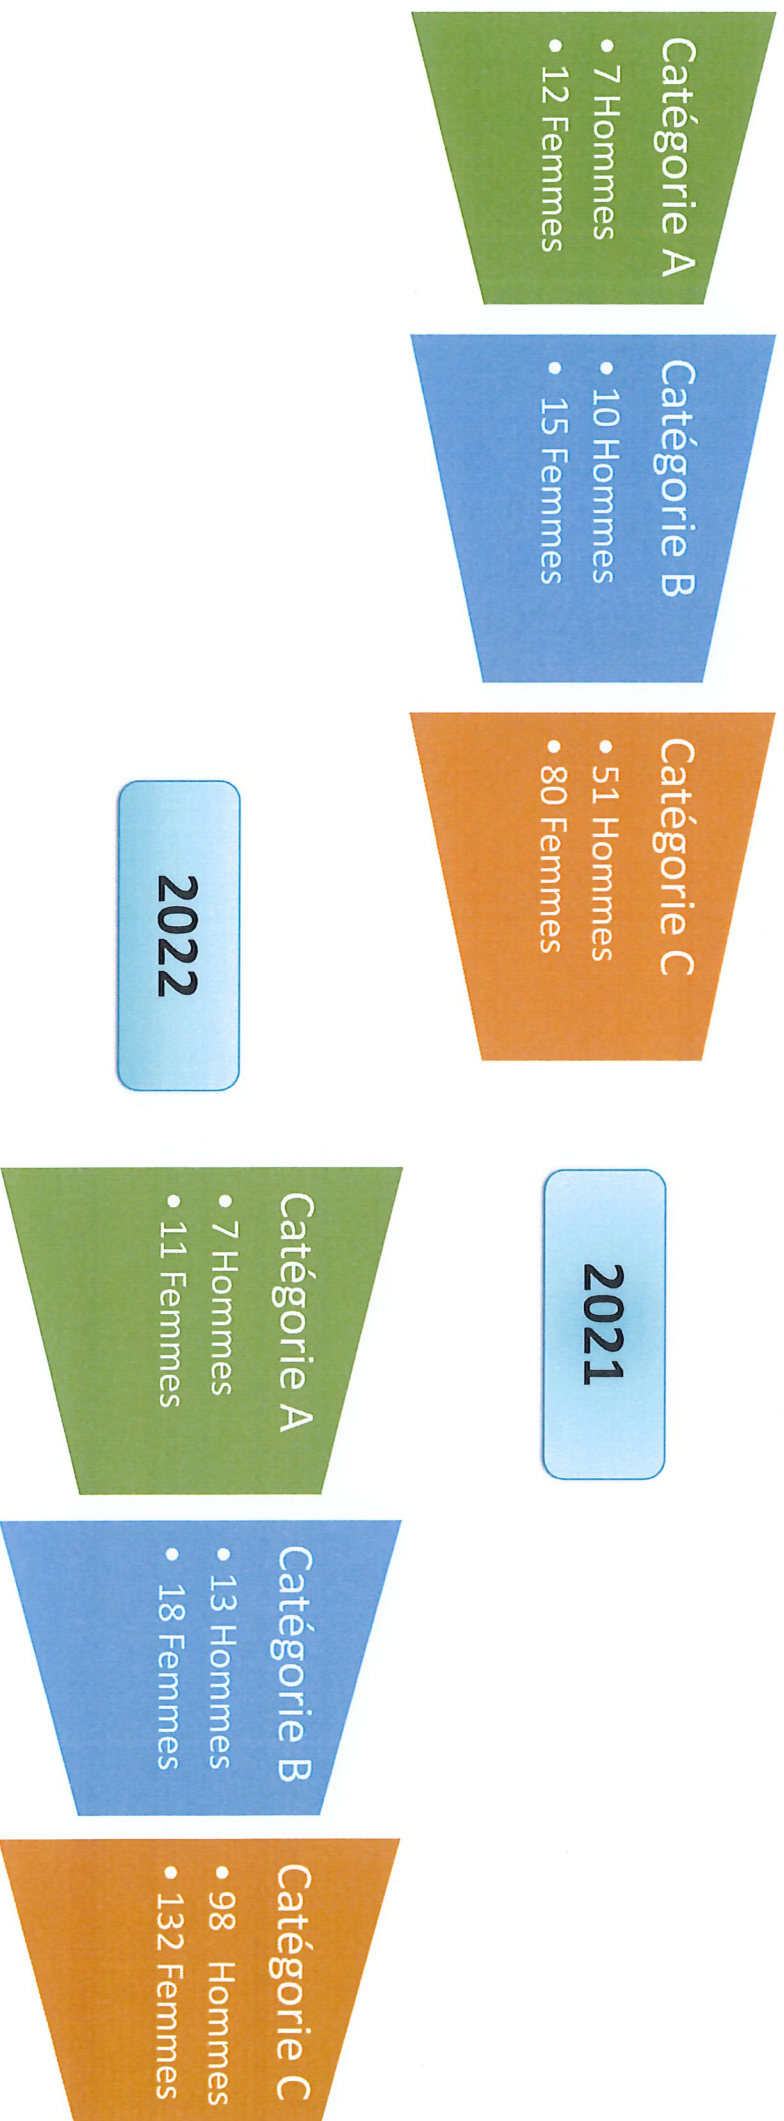 Catégorie A
• 7 Hommes
• 12 Femmes
Catégorie B
• 10 Hommes
• 15 Femmes
Catégorie C
• 51 Hommes
• 80 Femmes
2021
2022
Catégorie A
• 7 Hommes
• 11 Femmes
Catégorie B
• 13 Hommes
• 18 Femmes
Catégorie C
• 98 Hommes
• 132 Femmes